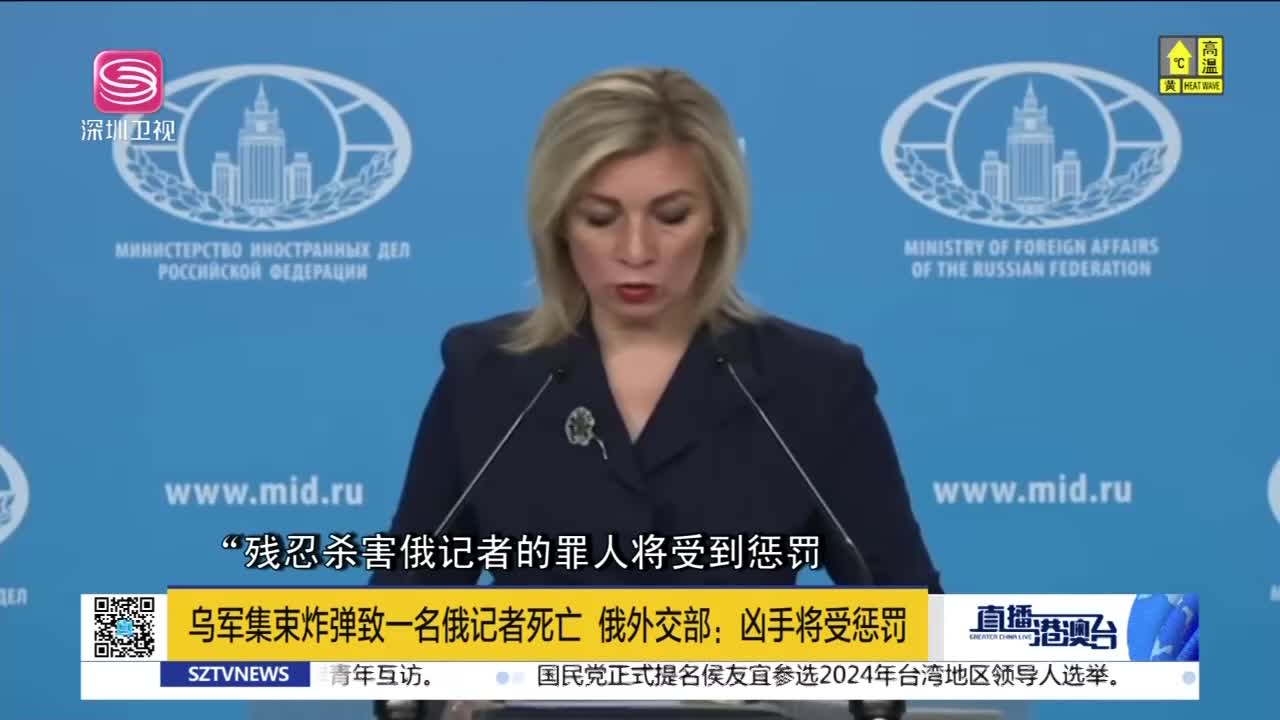 深圳卫视
℃
高温
黄
HEAT WAVE
МИНИСТЕРСТВО ИНОСТРАННЫХ ДЕЛ
РОССИЙСКОЙ ФЕДЕРАЦИИ
MINISTRY OF FOREIGN AFFAIRS
OF THE RUSSIAN FEDERATION
www.mid.ru
www.mid.ru
“残忍杀害俄记者的罪人将受到惩罚
乌军集束炸弹致一名俄记者死亡 俄外交部：凶手将受惩罚
直播港澳台
GREATER CHINA LIVE
SZTVNEWS
青年互访。
国民党正式提名侯友宜参选2024年台湾地区领导人选举。